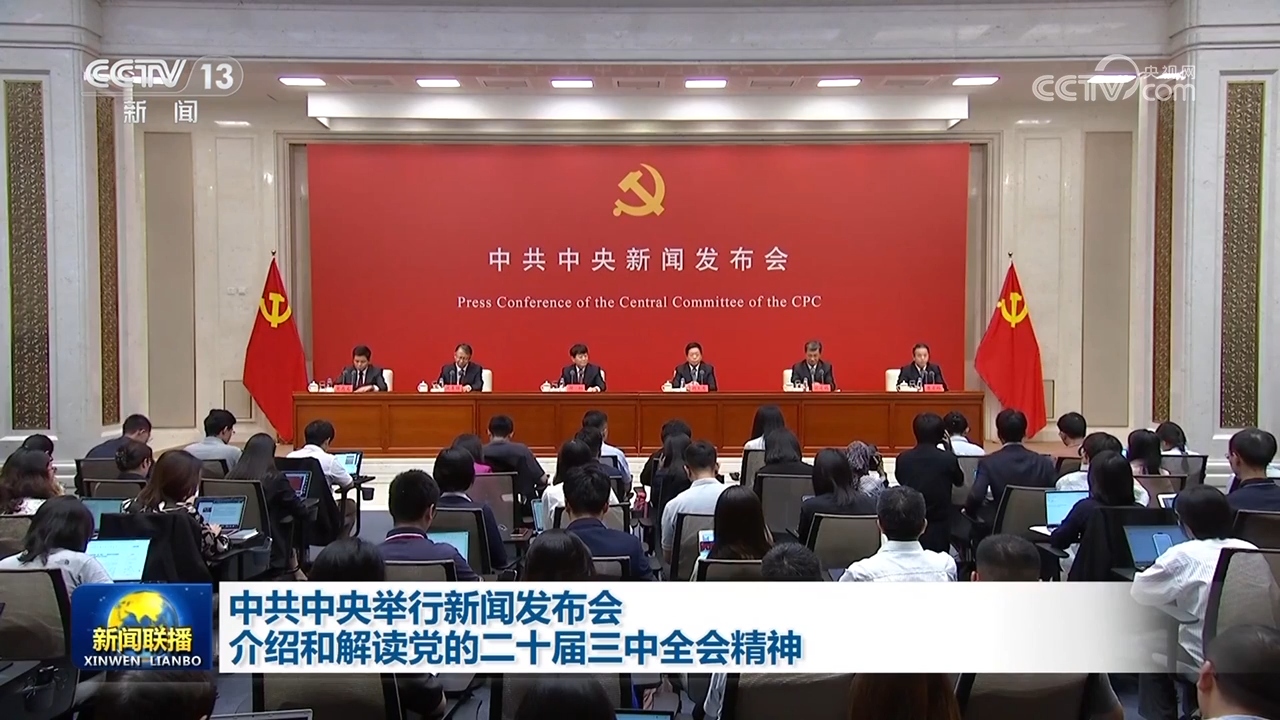 CCTV 13
新闻
央视网
CCTV.com
中共中央新闻发布会
Press Conference of the Central Committee of the CPC
中共中央举行新闻发布会
新闻联播
介绍和解读党的二十届三中全会精神
XINWEN LIANBO